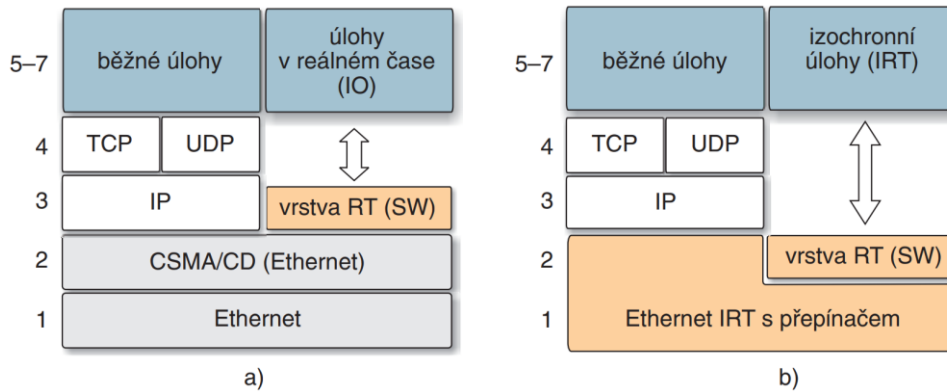 5–7
běžné úlohy
úlohy
v reálném čase
(IO)
4
TCP
UDP
3
IP
vrstva RT (SW)
2
CSMA/CD (Ethernet)
1
Ethernet
a)
5–7
běžné úlohy
izochronní
úlohy (IRT)
4
TCP
UDP
3
IP
2
vrstva RT (SW)
1
Ethernet IRT s přepínačem
b)